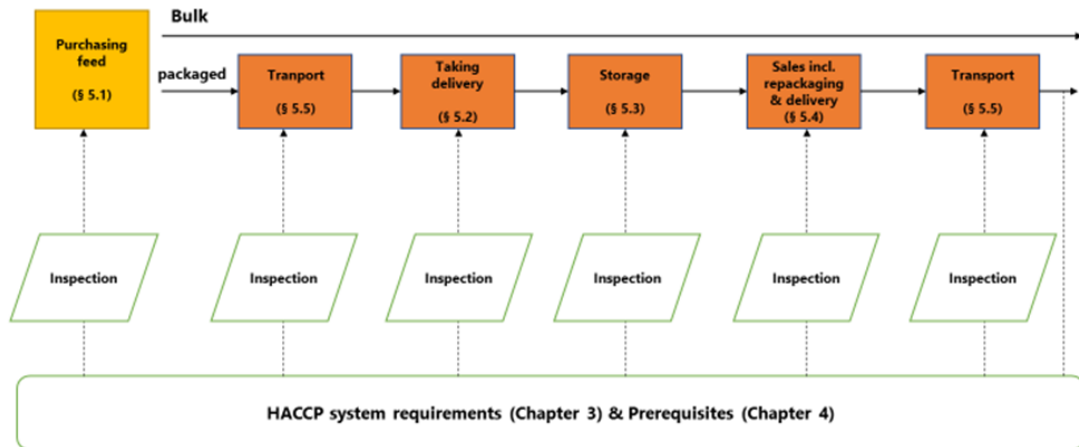 Bulk
Purchasing
feed
(§ 5.1)
packaged
Tranport
(§ 5.5)
Taking
delivery
(§ 5.2)
Storage
(§ 5.3)
Sales incl.
repackaging
& delivery
(§ 5.4)
Transport
(§ 5.5)
Inspection
Inspection
Inspection
Inspection
Inspection
Inspection
HACCP system requirements (Chapter 3) & Prerequisites (Chapter 4)